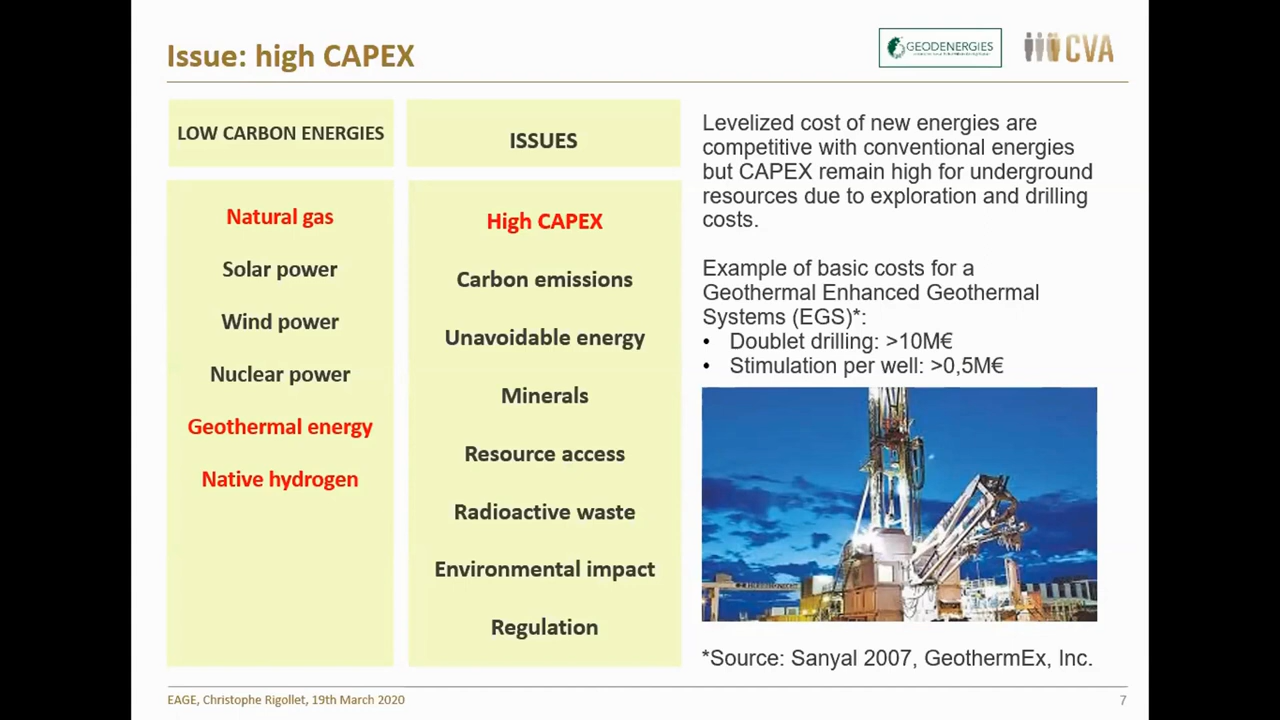 Issue: high CAPEX
GEODENERGIES
CVA
LOW CARBON ENERGIES
Natural gas
Solar power
Wind power
Nuclear power
Geothermal energy
Native hydrogen
ISSUES
High CAPEX
Carbon emissions
Unavoidable energy
Minerals
Resource access
Radioactive waste
Environmental impact
Regulation
Levelized cost of new energies are
competitive with conventional energies
but CAPEX remain high for underground
resources due to exploration and drilling
costs.
Example of basic costs for a
Geothermal Enhanced Geothermal
Systems (EGS)*:
• Doublet drilling: >10M€
• Stimulation per well: >0,5M€
*Source: Sanyal 2007, GeothermEx, Inc.
EAGE, Christophe Rigollet, 19th March 2020
7